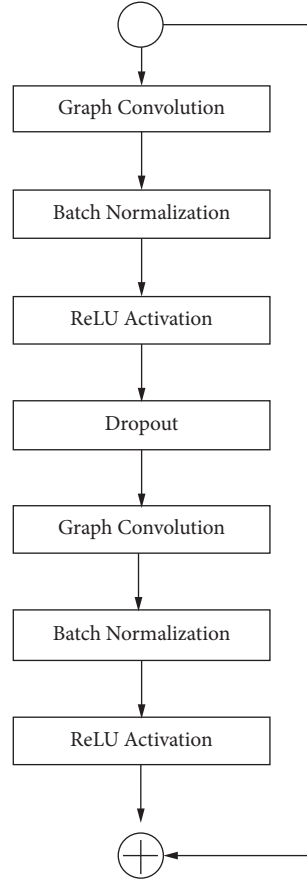 Graph Convolution
Batch Normalization
ReLU Activation
Dropout
Graph Convolution
Batch Normalization
ReLU Activation